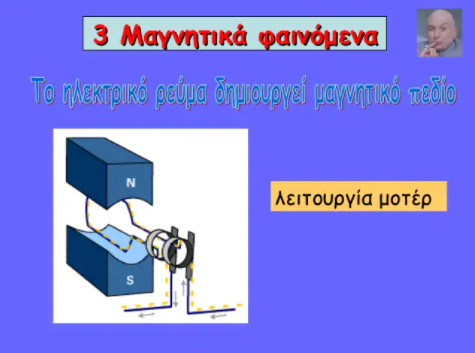 3 Μαγνητικά φαινόμενα
Το ηλεκτρικό ρεύμα δημιουργεί μαγνητικό πεδίο
N
λειτουργία μοτέρ
S